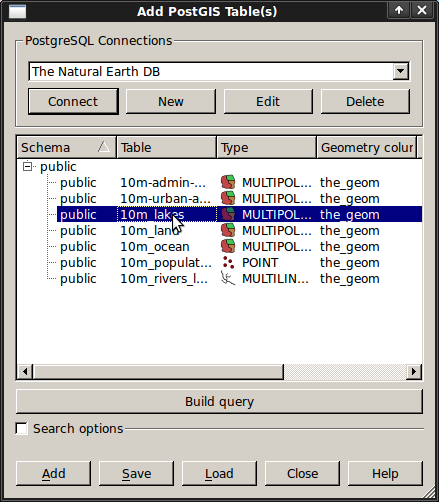 Add PostGIS Table(s)
PostgreSQL Connections
The Natural Earth DB
Connect New Edit Delete
Schema Table Type Geometry colur
public
public 10m-admin-... MULTIPOL... the_geom
public 10m-urban-a... MULTIPOL... the_geom
public 10m_lakes MULTIPOL... the_geom
public 10m_land MULTIPOL... the_geom
public 10m_ocean MULTIPOL... the_geom
public 10m_populat... POINT the_geom
public 10m_rivers_l... MULTILIN... the_geom
Build query
Search options
Add Save Load Close Help